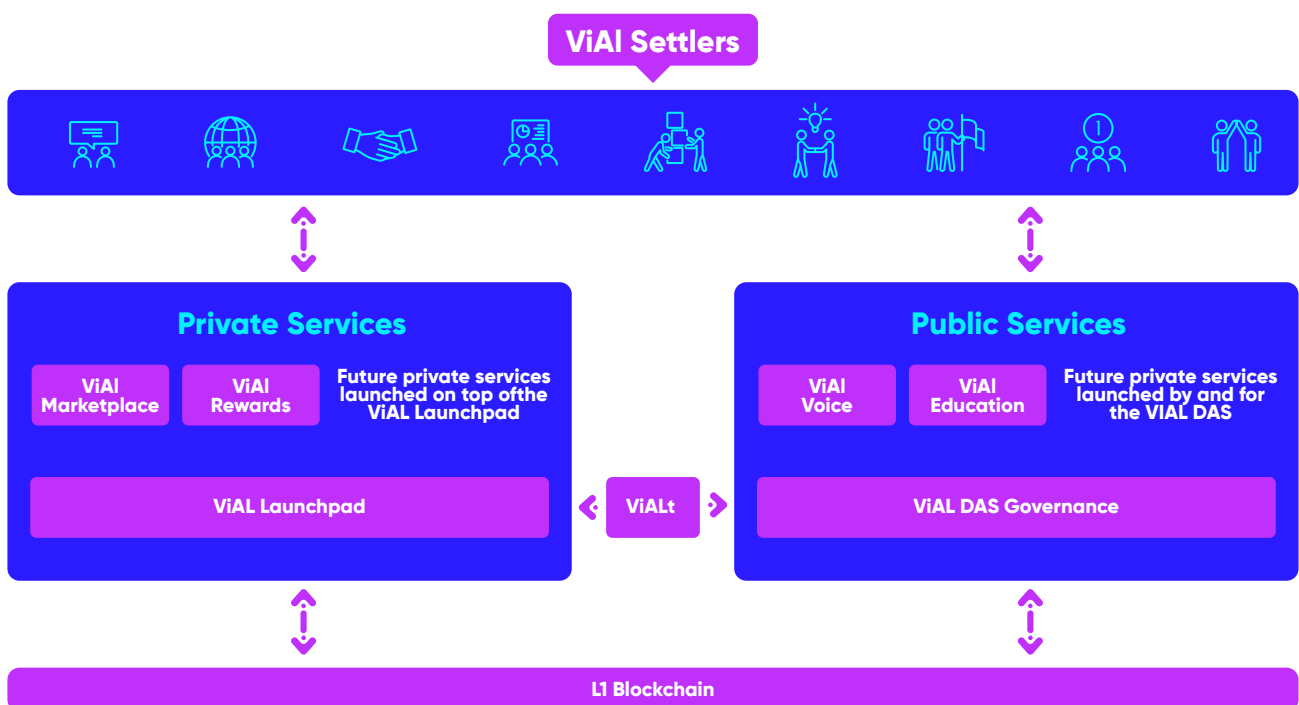 ViAl Settlers
1
Private Services
ViAl
Marketplace
ViAl
Rewards
Future private services
launched on top ofthe
ViAL Launchpad
ViAL Launchpad
ViALt
Public Services
ViAl
Voice
ViAl
Education
Future private services
launched by and for
the VIAL DAS
ViAL DAS Governance
L1 Blockchain